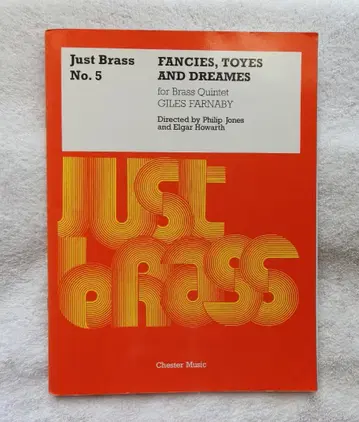 Just Brass
No. 5
FANCIES, TOYES
AND DREAMES
for Brass Quintet
GILES FARNABY
Directed by Philip Jones
and Elgar Howarth
JUST
bRASS
Chester Music